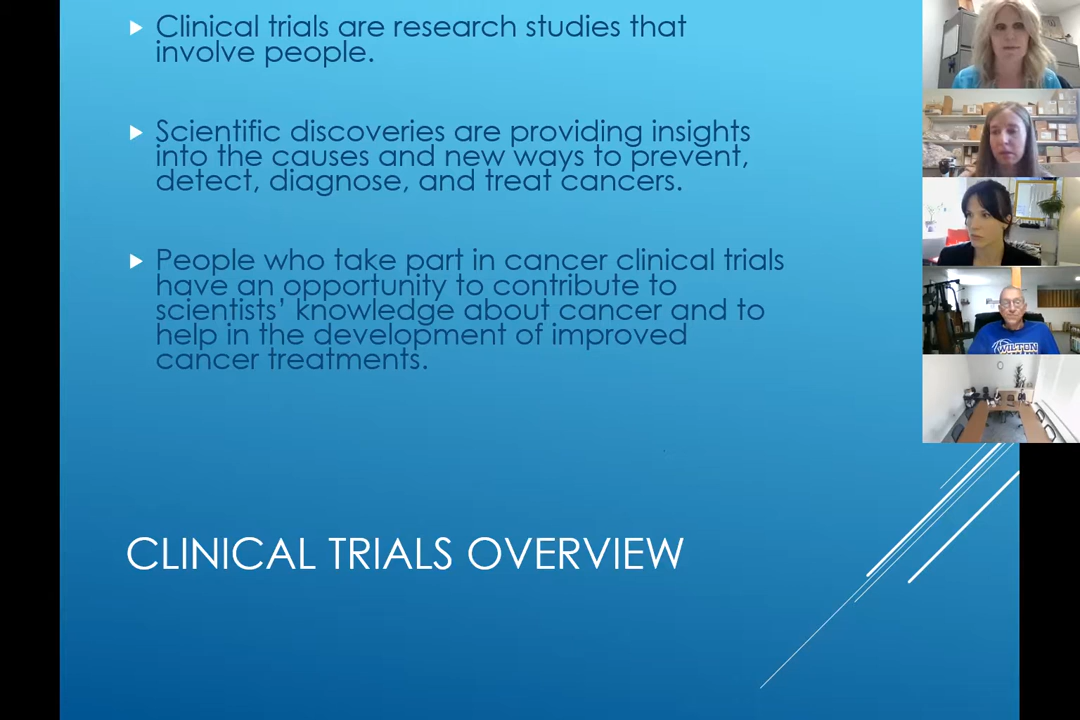 Clinical trials are research studies that
involve people.
Scientific discoveries are providing insights
into the causes and new ways to prevent,
detect, diagnose, and treat cancers.
People who take part in cancer clinical trials
have an opportunity to contribute to
scientists' knowledge about cancer and to
help in the development of improved
cancer treatments.
CLINICAL TRIALS OVERVIEW
WILTON